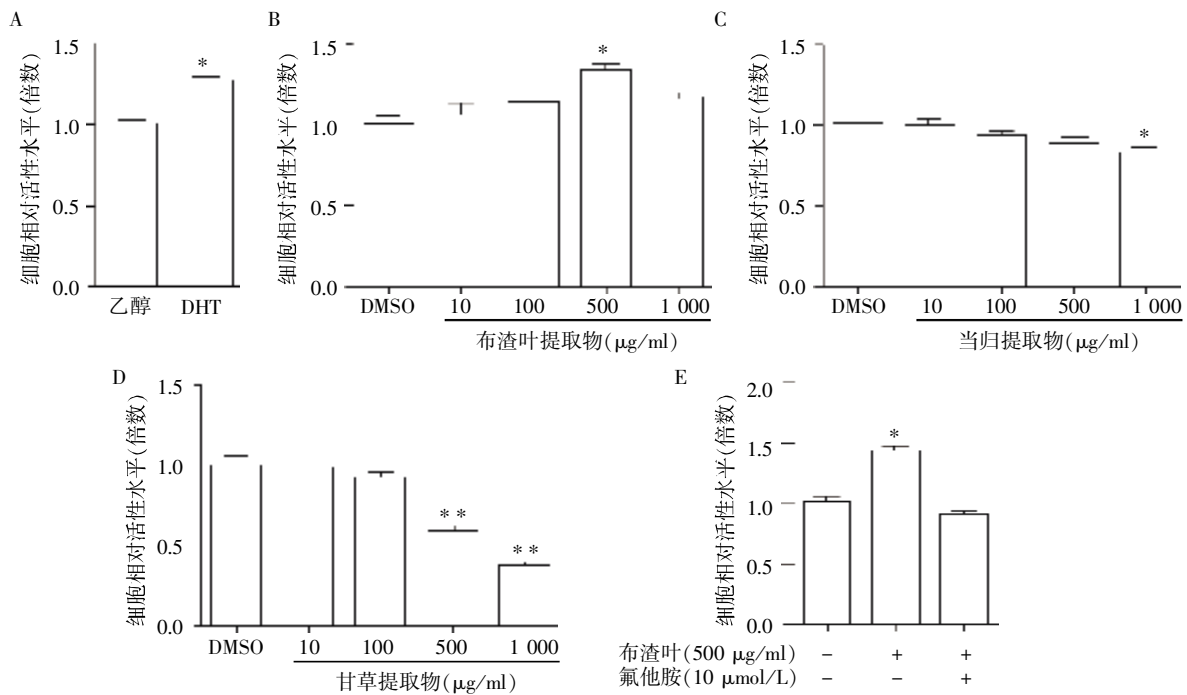 A
细胞相对活性水平(倍数)
1.5
1.0
0.5
0.0
*
乙醇 DHT
B
细胞相对活性水平(倍数)
1.5
1.0
0.5
0
*
DMSO 10 100 500 1 000
布渣叶提取物(μg/ml)
C
细胞相对活性水平(倍数)
1.5
1.0
0.5
0.0
*
DMSO 10 100 500 1 000
当归提取物(μg/ml)
D
细胞相对活性水平(倍数)
1.5
1.0
0.5
0.0
**
**
DMSO 10 100 500 1 000
甘草提取物(μg/ml)
E
细胞相对活性水平(倍数)
2.0
1.5
1.0
0.5
0.0
*
布渣叶(500 μg/ml) − + +
氟他胺(10 μmol/L) − − +